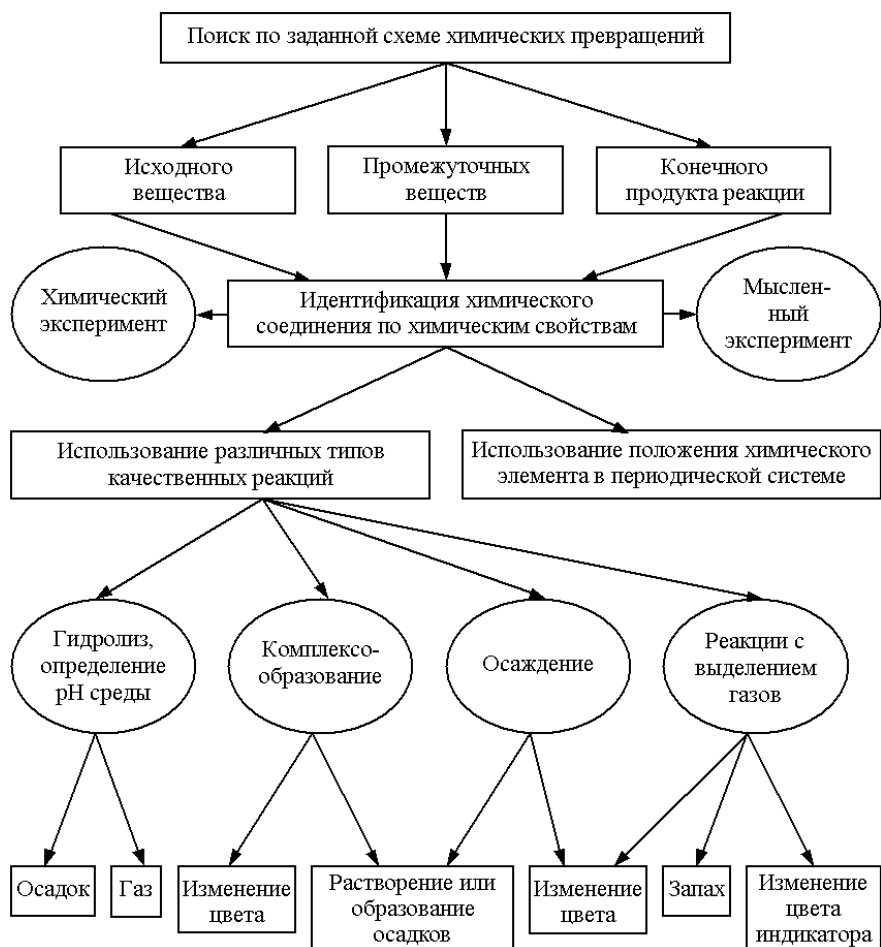 Поиск по заданной схеме химических превращений
Исходного
вещества
Промежуточных
веществ
Конечного
продукта реакции
Химический
эксперимент
Идентификация химического
соединения по химическим свойствам
Мыслен-
ный
эксперимент
Использование различных типов
качественных реакций
Использование положения химического
элемента в периодической системе
Гидролиз,
определение
pH среды
Комплексо-
образование
Осаждение
Реакции с
выделением
газов
Осадок
Газ
Изменение
цвета
Растворение или
образование
осадков
Изменение
цвета
Запах
Изменение
цвета
индикатора